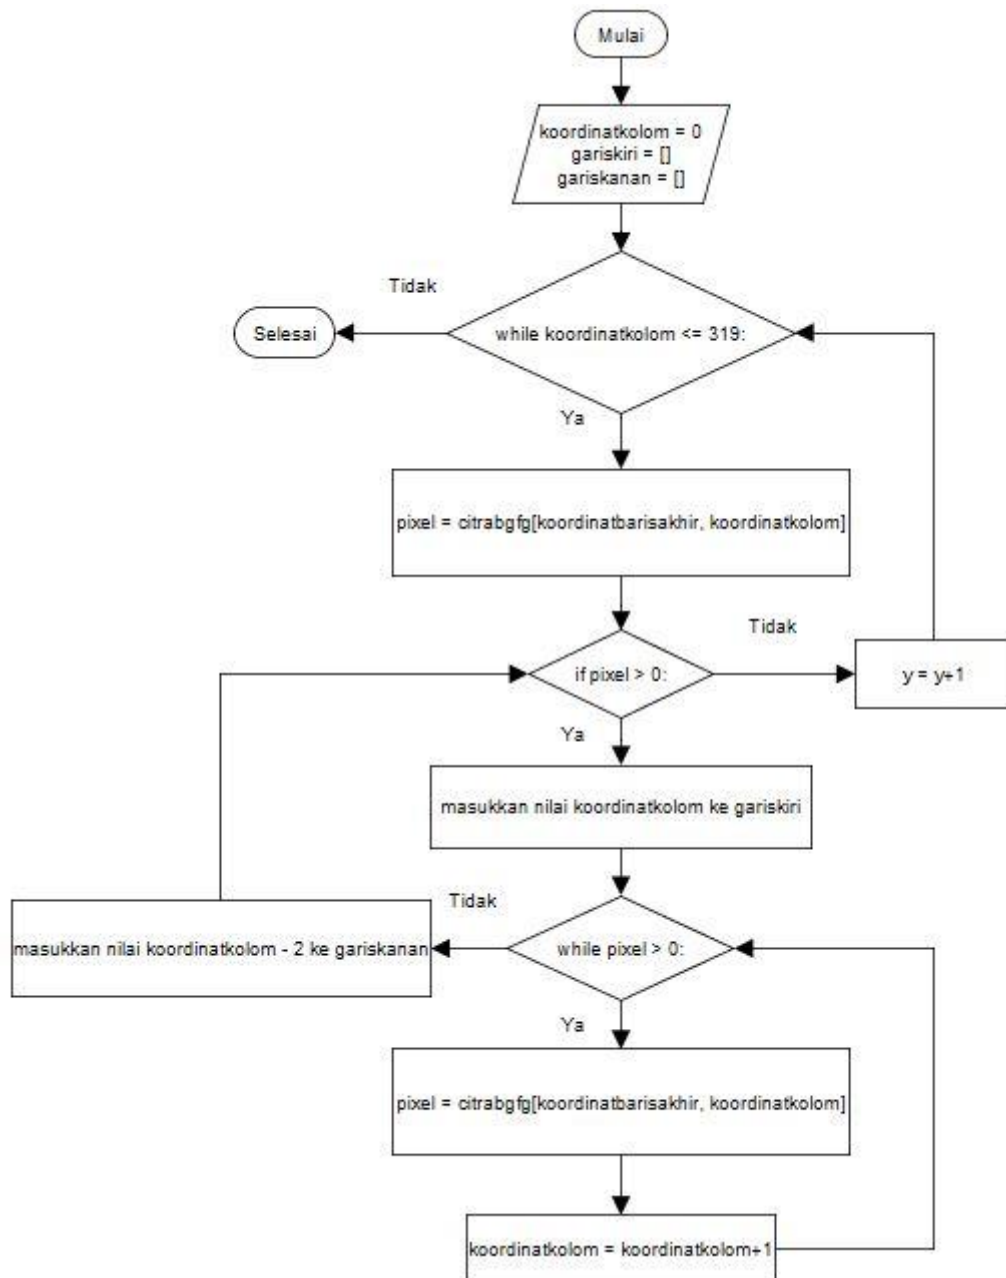 Mulai
koordinatkolom = 0
gariskiri = []
gariskanan = []
Tidak
Selesai
while koordinatkolom <= 319:
Ya
pixel = citrabgfg[koordinatbarisakhir, koordinatkolom]
Tidak
if pixel > 0:
y = y+1
Ya
masukkan nilai koordinatkolom ke gariskiri
Tidak
masukkan nilai koordinatkolom - 2 ke gariskanan
while pixel > 0:
Ya
pixel = citrabgfg[koordinatbarisakhir, koordinatkolom]
koordinatkolom = koordinatkolom+1